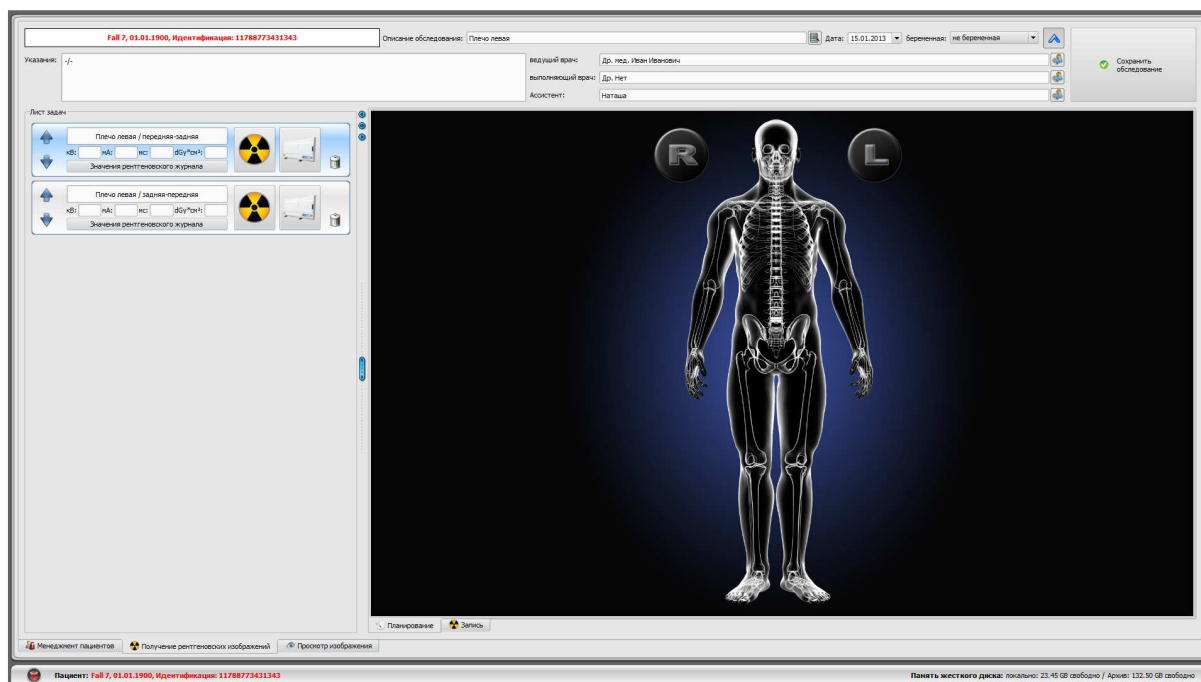 Fall 7, 01.01.1900, Идентификация: 11788773431343
Описание обследования: Плечо левая
Дата: 15.01.2013
беременная: не беременная
Указания: -/-
ведущий врач: Др. мед. Иван Иванович
выполняющий врач: Др. Нет
Ассистент: Наташа
Сохранить
обследование
Лист задач
Плечо левая / передняя-задняя
кВ: мА: мс: dGy*см²:
Значения рентгеновского журнала
Плечо левая / задняя-передняя
кВ: мА: мс: dGy*см²:
Значения рентгеновского журнала
R
L
Планирование
Запись
Менеджмент пациентов
Получение рентгеновских изображений
Просмотр изображения
Пациент: Fall 7, 01.01.1900, Идентификация: 11788773431343
Память жесткого диска: локально: 23.45 GB свободно / Архив: 132.50 GB свободно